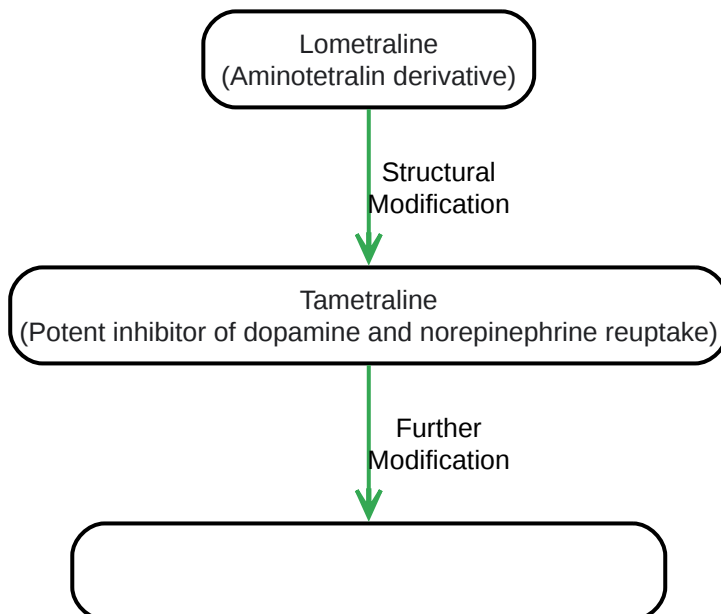 Lometraline
(Aminotetralin derivative)
Structural
Modification
Tametraline
(Potent inhibitor of dopamine and norepinephrine reuptake)
Further
Modification